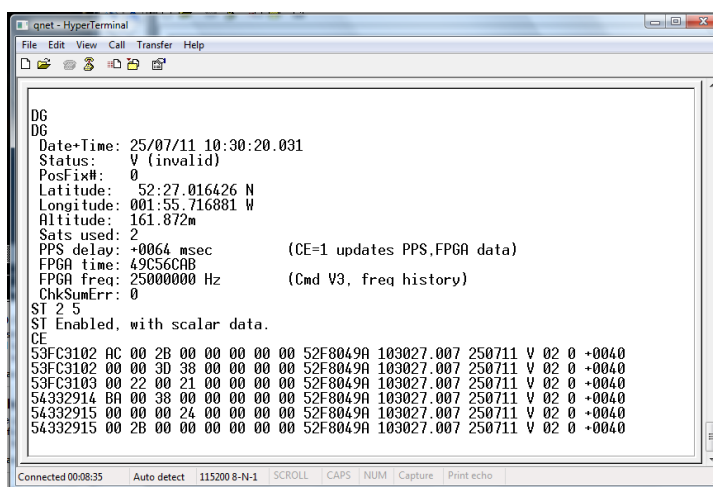 qnet - HyperTerminal
File Edit View Call Transfer Help
DG
DG
Date+Time: 25/07/11 10:30:20.031
Status: V (invalid)
PosFix#: 0
Latitude: 52:27.016426 N
Longitude: 001:55.716881 W
Altitude: 161.872m
Sats used: 2
PPS delay: +0064 msec (CE=1 updates PPS,FPGA data)
FPGA time: 49C56CAB
FPGA freq: 25000000 Hz (Cmd V3, freq history)
ChkSumErr: 0
ST 2 5
ST Enabled, with scalar data.
CE
53FC3102 AC 00 2B 00 00 00 00 00 52F8049A 103027.007 250711 V 02 0 +0040
53FC3102 00 00 3D 38 00 00 00 00 52F8049A 103027.007 250711 V 02 0 +0040
53FC3103 00 22 00 21 00 00 00 00 52F8049A 103027.007 250711 V 02 0 +0040
54332914 BA 00 38 00 00 00 00 00 52F8049A 103027.007 250711 V 02 0 +0040
54332915 00 00 00 24 00 00 00 00 52F8049A 103027.007 250711 V 02 0 +0040
54332915 00 2B 00 00 00 00 00 00 52F8049A 103027.007 250711 V 02 0 +0040
Connected 00:08:35 Auto detect 115200 8-N-1 SCROLL CAPS NUM Capture Print echo